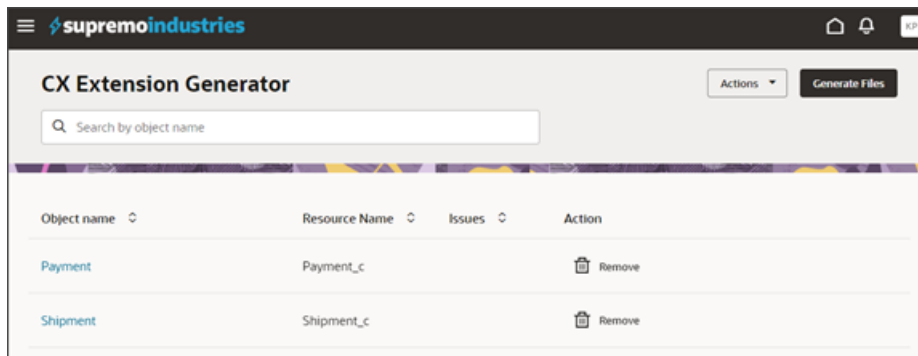 supremoindustries
KP
CX Extension Generator
Actions
Generate Files
Search by object name
Object name Resource Name Issues Action
Payment Payment_c Remove
Shipment Shipment_c Remove